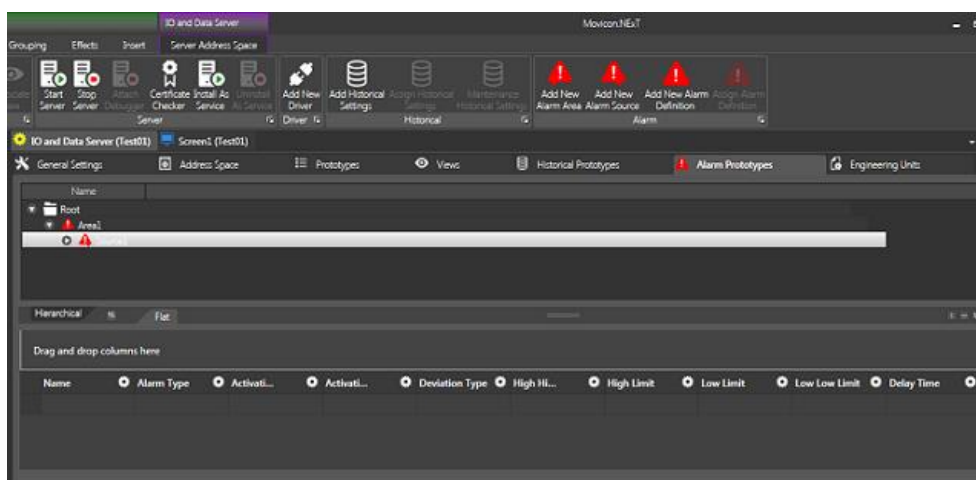 IO and Data Server
Movicon.NExT
Grouping Effects Insert Server Address Space
Start Server
Stop Server
Attach Debugger
Certificate Checker
Install As Service
Uninstall As Service
Add New Driver
Add Historical Settings
Assign Historical Settings
Maintenance Historical Settings
Add New Alarm Area
Add New Alarm Source
Add New Alarm Definition
Assign Alarm Definition
Server Driver Historical Alarm
IO and Data Server (Test01) Screen1 (Test01)
General Settings Address Space Prototypes Views Historical Prototypes Alarm Prototypes Engineering Units
Name
Root
Area1
Hierarchical Flat
Drag and drop columns here
Name Alarm Type Activati... Activati... Deviation Type High Hi... High Limit Low Limit Low Low Limit Delay Time